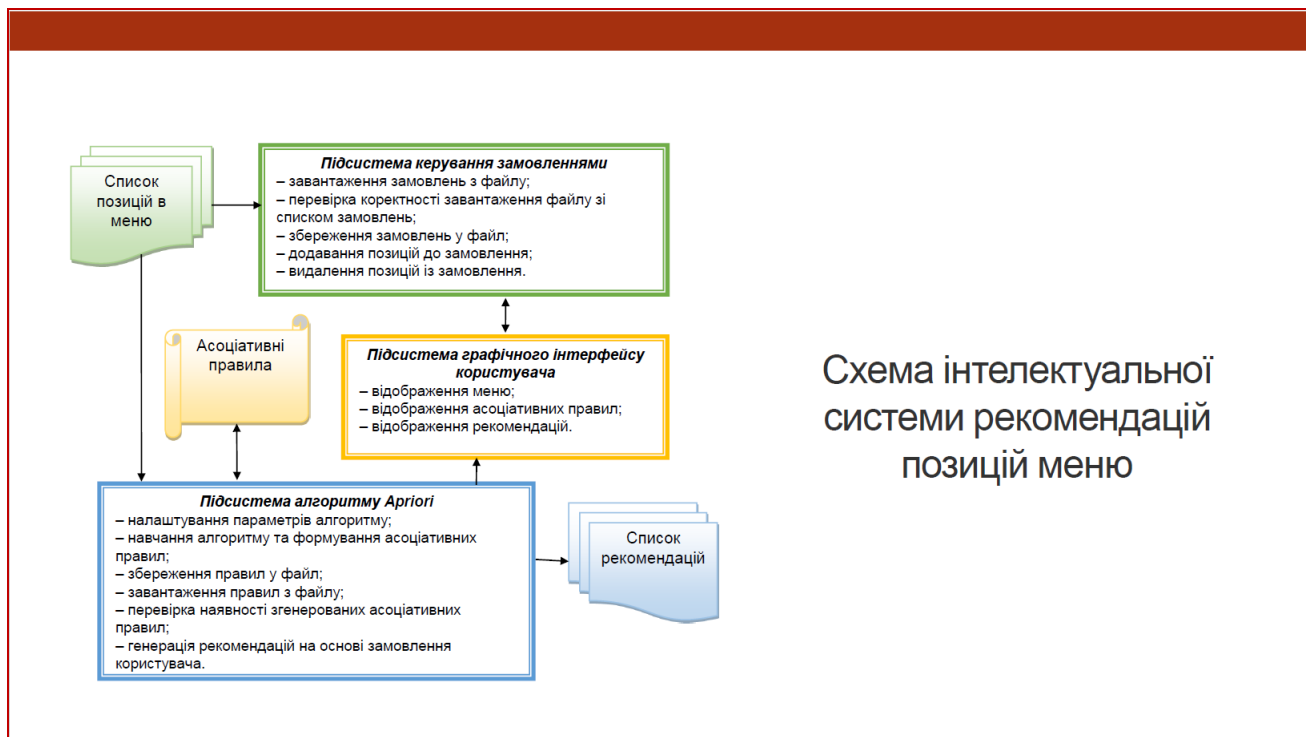 Список
позицій в
меню
Підсистема керування замовленнями
– завантаження замовлень з файлу;
– перевірка коректності завантаження файлу зі
списком замовлень;
– збереження замовлень у файл;
– додавання позицій до замовлення;
– видалення позицій із замовлення.
Асоціативні
правила
Підсистема графічного інтерфейсу
користувача
– відображення меню;
– відображення асоціативних правил;
– відображення рекомендацій.
Підсистема алгоритму Apriori
– налаштування параметрів алгоритму;
– навчання алгоритму та формування асоціативних
правил;
– збереження правил у файл;
– завантаження правил з файлу;
– перевірка наявності згенерованих асоціативних
правил;
– генерація рекомендацій на основі замовлення
користувача.
Список
рекомендацій
Схема інтелектуальної
системи рекомендацій
позицій меню